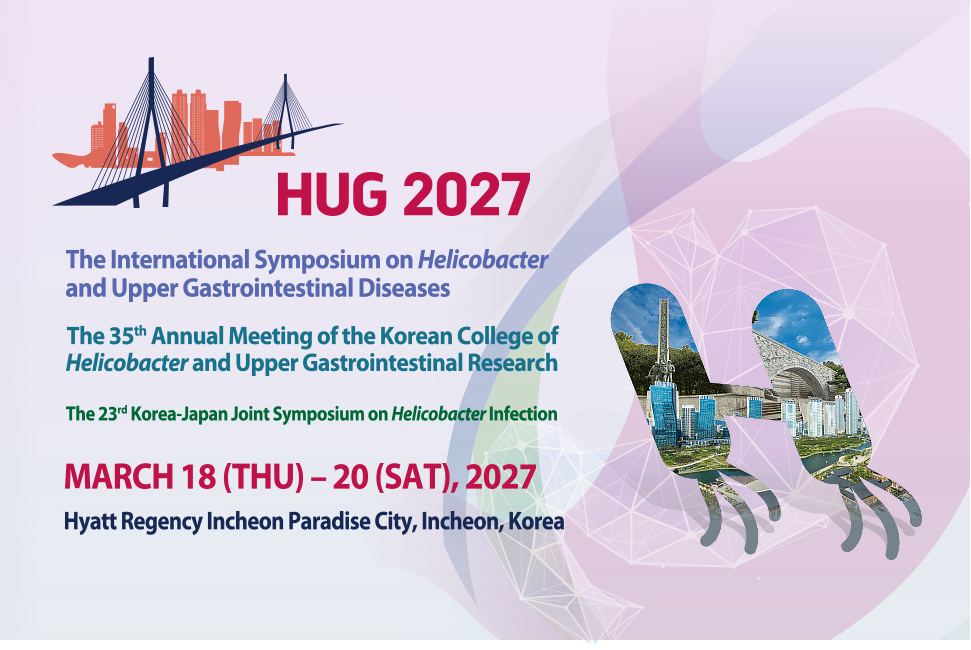 HUG 2027
The International Symposium on Helicobacter
and Upper Gastrointestinal Diseases
The 35th Annual Meeting of the Korean College of
Helicobacter and Upper Gastrointestinal Research
The 23rd Korea-Japan Joint Symposium on Helicobacter Infection
MARCH 18 (THU) – 20 (SAT), 2027
Hyatt Regency Incheon Paradise City, Incheon, Korea